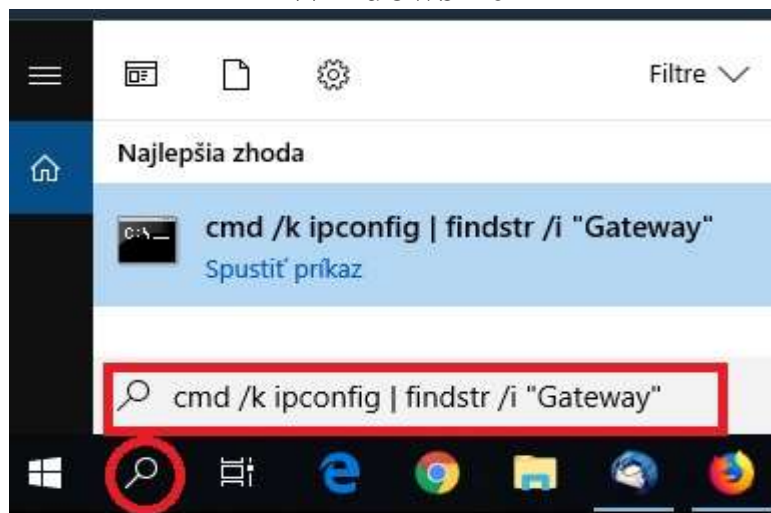 Filtre
Najlepšia zhoda
cmd /k ipconfig | findstr /i "Gateway"
Spustiť príkaz
cmd /k ipconfig | findstr /i "Gateway"